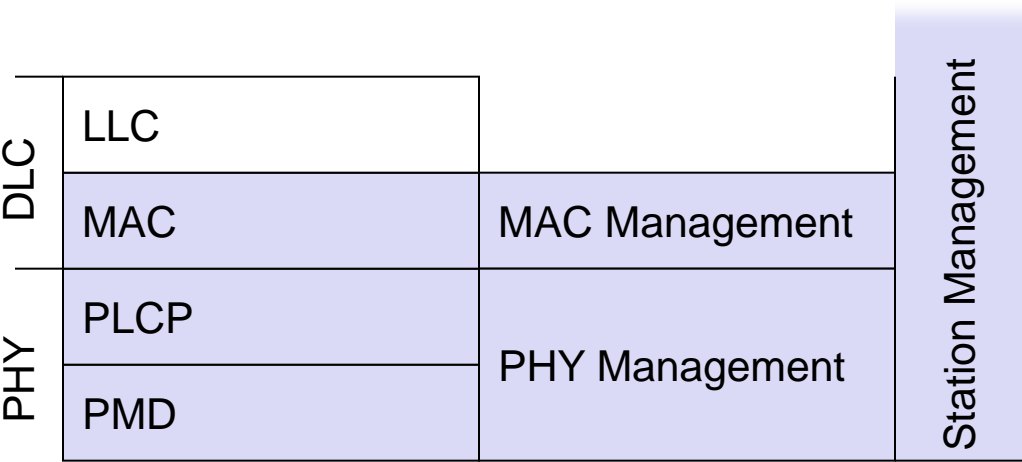 DLC
LLC
MAC
MAC Management
PHY
PLCP
PMD
PHY Management
Station Management